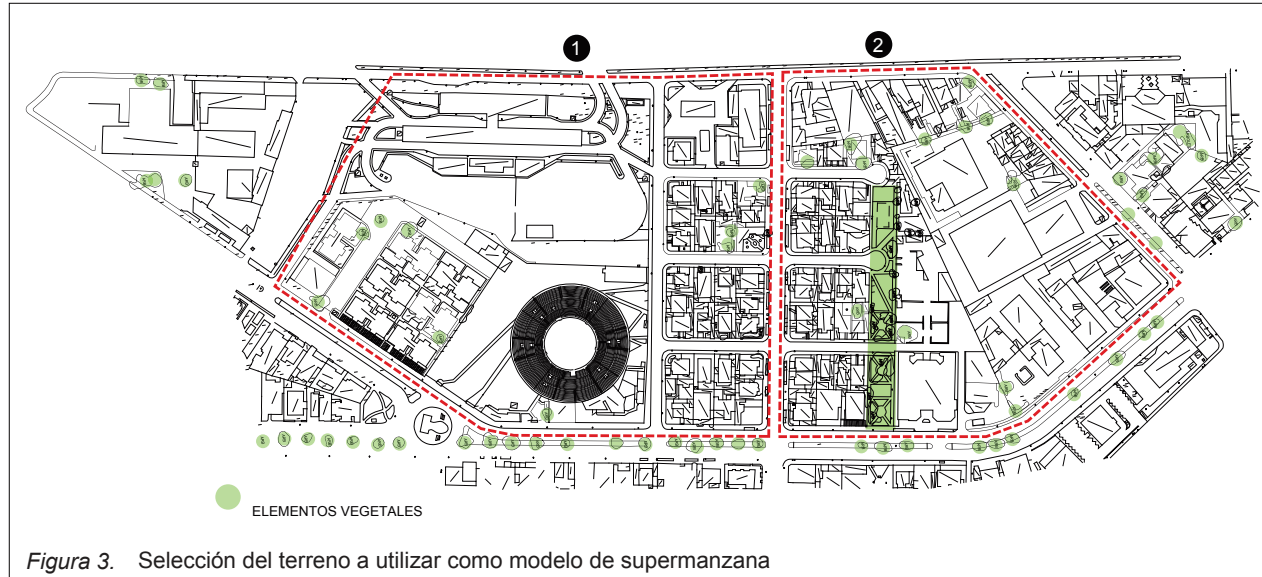 1
2
ELEMENTOS VEGETALES
Figura 3. Selección del terreno a utilizar como modelo de supermanzana